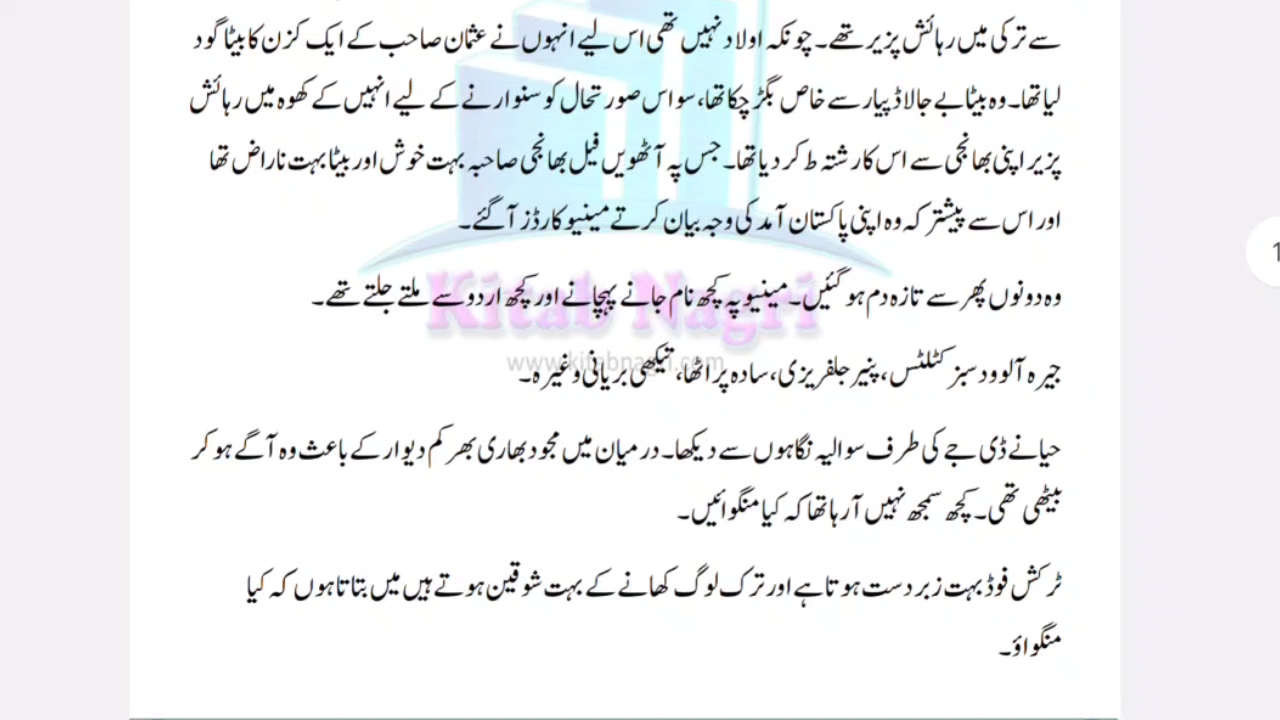 سے ترکی میں رہائش پزیر تھے۔ چونکہ اولاد نہیں تھی اس لیے انہوں نے عثمان صاحب کے ایک کزن کا بیٹا گود
لیا تھا۔ وہ بیٹا بے جا لاڈ پیار سے خاص بگڑ چکا تھا، سو اس صورتحال کو سنوارنے کے لیے انہیں کے کھوہ میں رہائش
پزیر اپنی بھانجی سے اس کا رشتہ ط کر دیا تھا۔ جس پہ آٹھویں فیل بھانجی صاحبہ بہت خوش اور بیٹا بہت ناراض تھا
اور اس سے پیشتر کہ وہ اپنی پاکستان آمد کی وجہ بیان کرتے مینیو کارڈز آ گئے۔
وہ دونوں پھر سے تازہ دم ہو گئیں۔ مینیو پہ کچھ نام جانے پہچانے اور کچھ اردو سے ملتے جلتے تھے۔
Kitab Nagri
www.kitabnagri.com
جیرہ آلو ود سبز کٹلٹس، پنیر جلفریزی، سادہ پراٹھا، تیکھی بریانی وغیرہ۔
حیا نے ڈی جے کی طرف سوالیہ نگاہوں سے دیکھا۔ درمیان میں مجود بھاری بھر کم دیوار کے باعث وہ آگے ہو کر
بیٹھی تھی۔ کچھ سمجھ نہیں آ رہا تھا کہ کیا منگوائیں۔
ٹرکش فوڈ بہت زبردست ہوتا ہے اور ترک لوگ کھانے کے بہت شوقین ہوتے ہیں میں بتاتا ہوں کہ کیا
منگواؤ۔
1